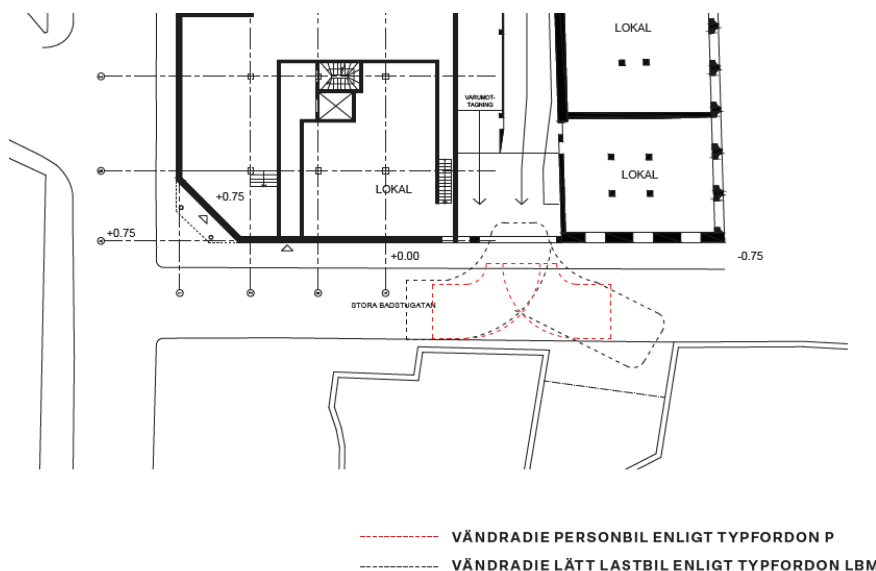 LOKAL
VARUMOT-
TAGNING
LOKAL
LOKAL
+0.75
+0.75
+0.00
-0.75
STORA BADSTUGATAN
VÄNDRADIE PERSONBIL ENLIGT TYPFORDON P
VÄNDRADIE LÄTT LASTBIL ENLIGT TYPFORDON LBM